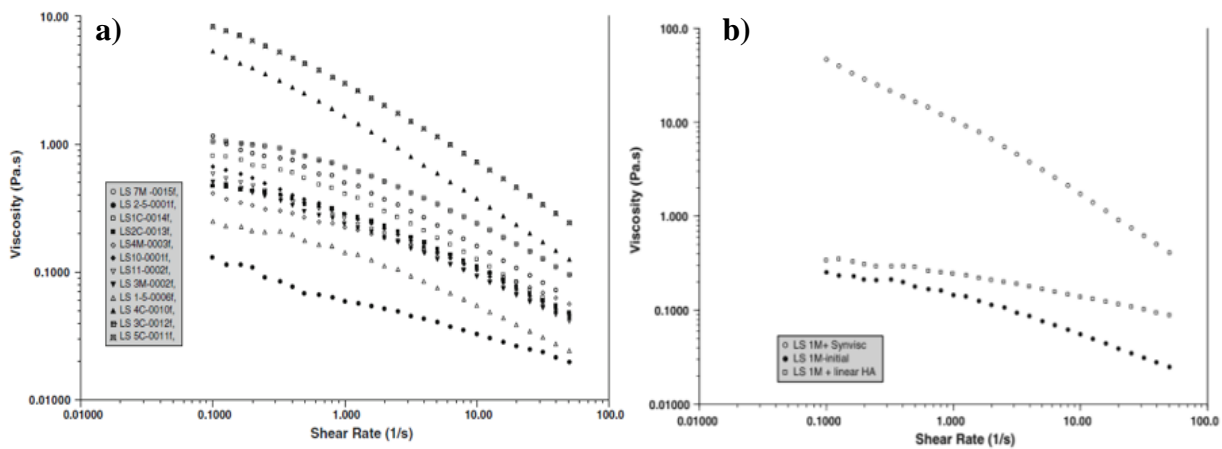 a)
10.00
1.000
0.1000
0.01000
Viscosity (Pa.s)
LS 7M -0015f,
LS 2-5-0001f,
LS1C-0014f,
LS2C-0013f,
LS4M-0003f,
LS10-0001f,
LS11-0002f,
LS 3M-0002f,
LS 1-5-0006f,
LS 4C-0010f,
LS 3C-0012f,
LS 5C-0011f,
0.01000 0.1000 1.000 10.00 100.0
Shear Rate (1/s)
b)
100.0
10.00
1.000
0.1000
0.01000
Viscosity (Pa.s)
LS 1M+ Synvisc
LS 1M-initial
LS 1M + linear HA
0.01000 0.1000 1.000 10.00 100.0
Shear Rate (1/s)